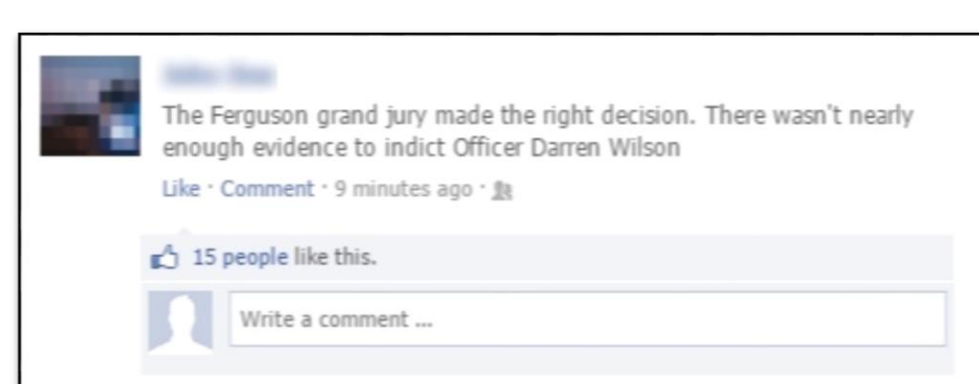 The Ferguson grand jury made the right decision. There wasn't nearly
enough evidence to indict Officer Darren Wilson
Like · Comment · 9 minutes ago ·
15 people like this.
Write a comment ...